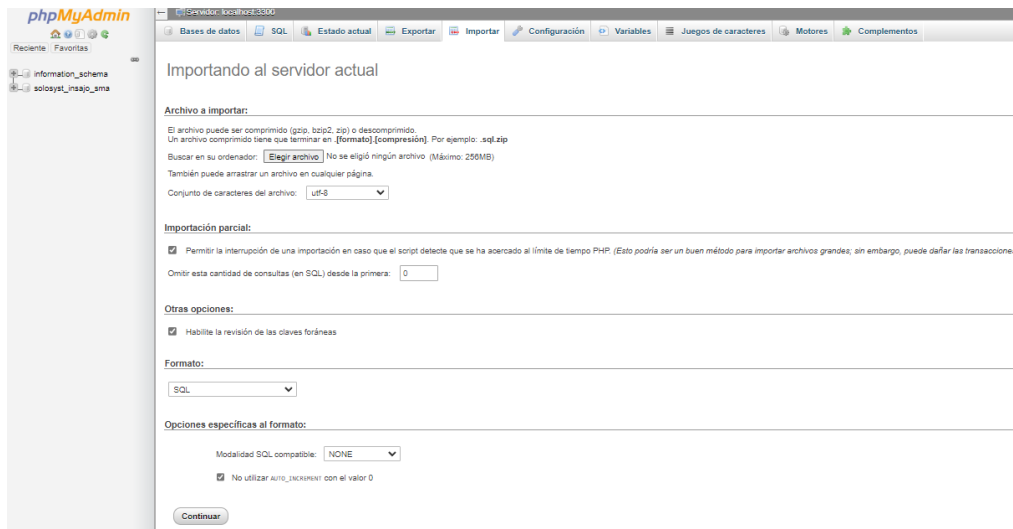 phpMyAdmin
Reciente Favoritas
information_schema
solosyst_insajo_sma
Servidor: localhost:3306
Bases de datos SQL Estado actual Exportar Importar Configuración Variables Juegos de caracteres Motores Complementos
Importando al servidor actual
Archivo a importar:
El archivo puede ser comprimido (gzip, bzip2, zip) o descomprimido.
Un archivo comprimido tiene que terminar en .[formato].[compresión]. Por ejemplo: .sql.zip
Buscar en su ordenador: Elegir archivo No se eligió ningún archivo (Máximo: 256MB)
También puede arrastrar un archivo en cualquier página.
Conjunto de caracteres del archivo: utf-8
Importación parcial:
Permitir la interrupción de una importación en caso que el script detecte que se ha acercado al límite de tiempo PHP. (Esto podría ser un buen método para importar archivos grandes; sin embargo, puede dañar las transaccione
Omitir esta cantidad de consultas (en SQL) desde la primera: 0
Otras opciones:
Habilite la revisión de las claves foráneas
Formato:
SQL
Opciones específicas al formato:
Modalidad SQL compatible: NONE
No utilizar AUTO_INCREMENT con el valor 0
Continuar